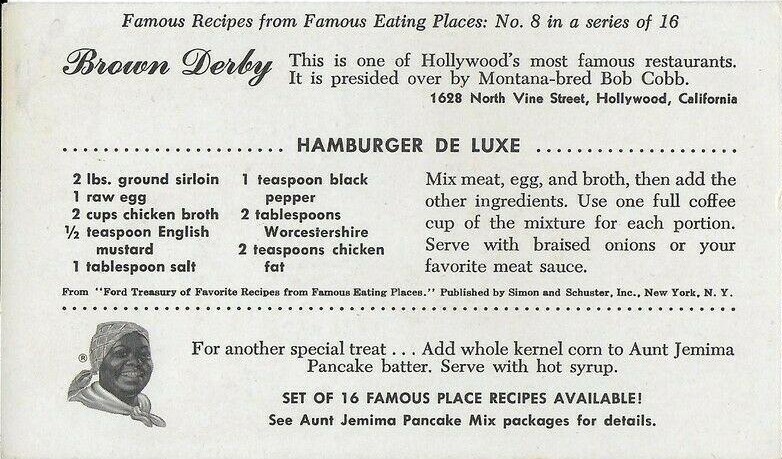 Famous Recipes from Famous Eating Places: No. 8 in a series of 16
Brown Derby
This is one of Hollywood's most famous restaurants.
It is presided over by Montana-bred Bob Cobb.
1628 North Vine Street, Hollywood, California
HAMBURGER DE LUXE
2 lbs. ground sirloin
1 raw egg
2 cups chicken broth
½ teaspoon English
mustard
1 tablespoon salt
1 teaspoon black
pepper
2 tablespoons
Worcestershire
2 teaspoons chicken
fat
Mix meat, egg, and broth, then add the
other ingredients. Use one full coffee
cup of the mixture for each portion.
Serve with braised onions or your
favorite meat sauce.
From "Ford Treasury of Favorite Recipes from Famous Eating Places." Published by Simon and Schuster, Inc., New York, N. Y.
®
For another special treat . . . Add whole kernel corn to Aunt Jemima
Pancake batter. Serve with hot syrup.
SET OF 16 FAMOUS PLACE RECIPES AVAILABLE!
See Aunt Jemima Pancake Mix packages for details.